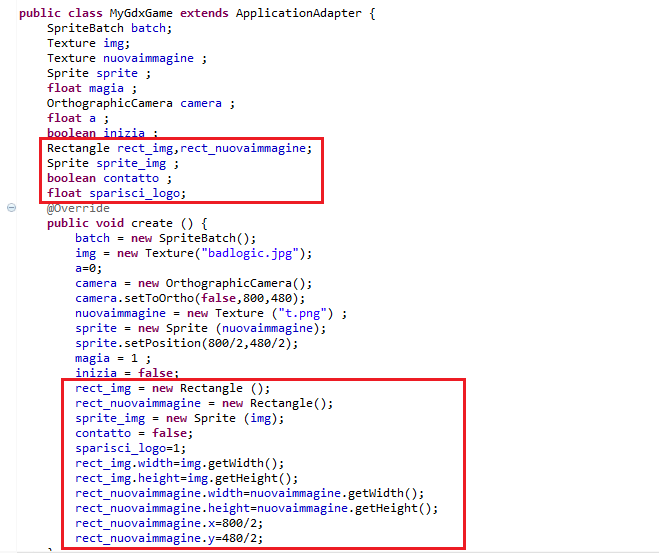 public class MyGdxGame extends ApplicationAdapter {
SpriteBatch batch;
Texture img;
Texture nuovaimmagine ;
Sprite sprite ;
float magia ;
OrthographicCamera camera ;
float a ;
boolean inizia ;
Rectangle rect_img,rect_nuovaimmagine;
Sprite sprite_img ;
boolean contatto ;
float sparisci_logo;
@Override
public void create () {
batch = new SpriteBatch();
img = new Texture("badlogic.jpg");
a=0;
camera = new OrthographicCamera();
camera.setToOrtho(false,800,480);
nuovaimmagine = new Texture ("t.png") ;
sprite = new Sprite (nuovaimmagine);
sprite.setPosition(800/2,480/2);
magia = 1 ;
inizia = false;
rect_img = new Rectangle ();
rect_nuovaimmagine = new Rectangle();
sprite_img = new Sprite (img);
contatto = false;
sparisci_logo=1;
rect_img.width=img.getWidth();
rect_img.height=img.getHeight();
rect_nuovaimmagine.width=nuovaimmagine.getWidth();
rect_nuovaimmagine.height=nuovaimmagine.getHeight();
rect_nuovaimmagine.x=800/2;
rect_nuovaimmagine.y=480/2;